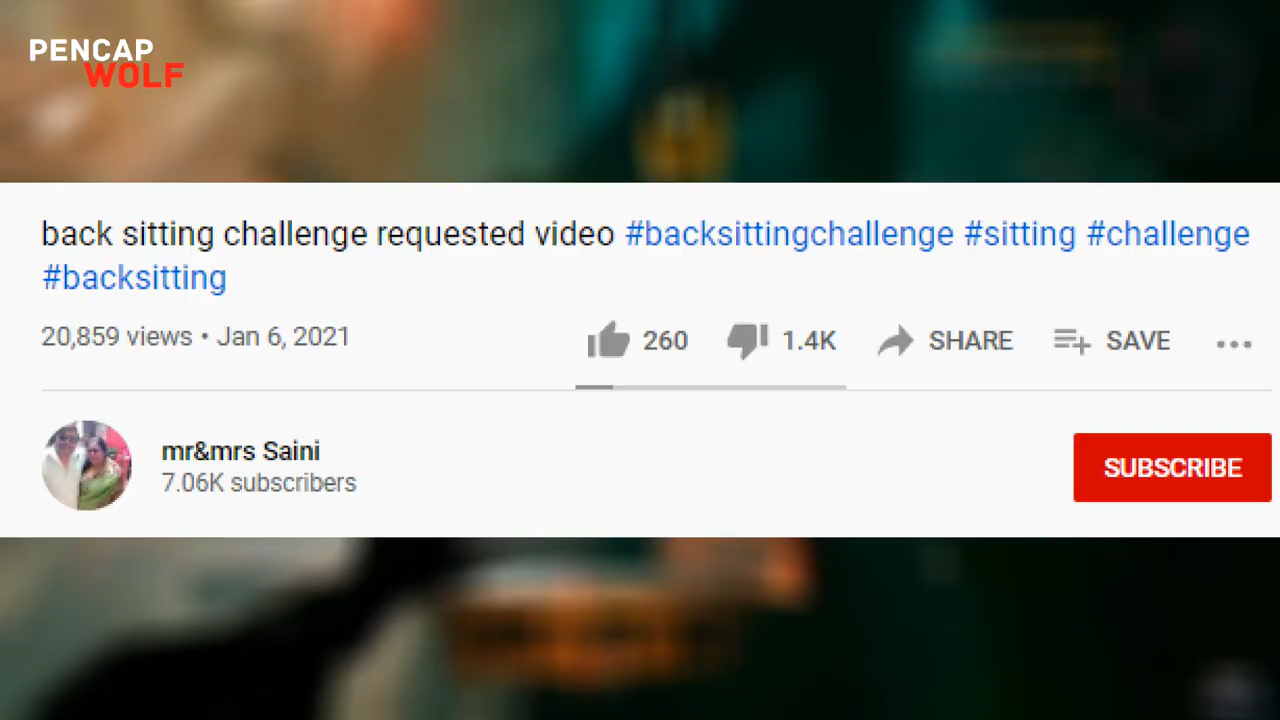 PENCAP
WOLF
back sitting challenge requested video #backsittingchallenge #sitting #challenge
#backsitting
20,859 views • Jan 6, 2021
260
1.4K
SHARE
SAVE
mr&mrs Saini
7.06K subscribers
SUBSCRIBE